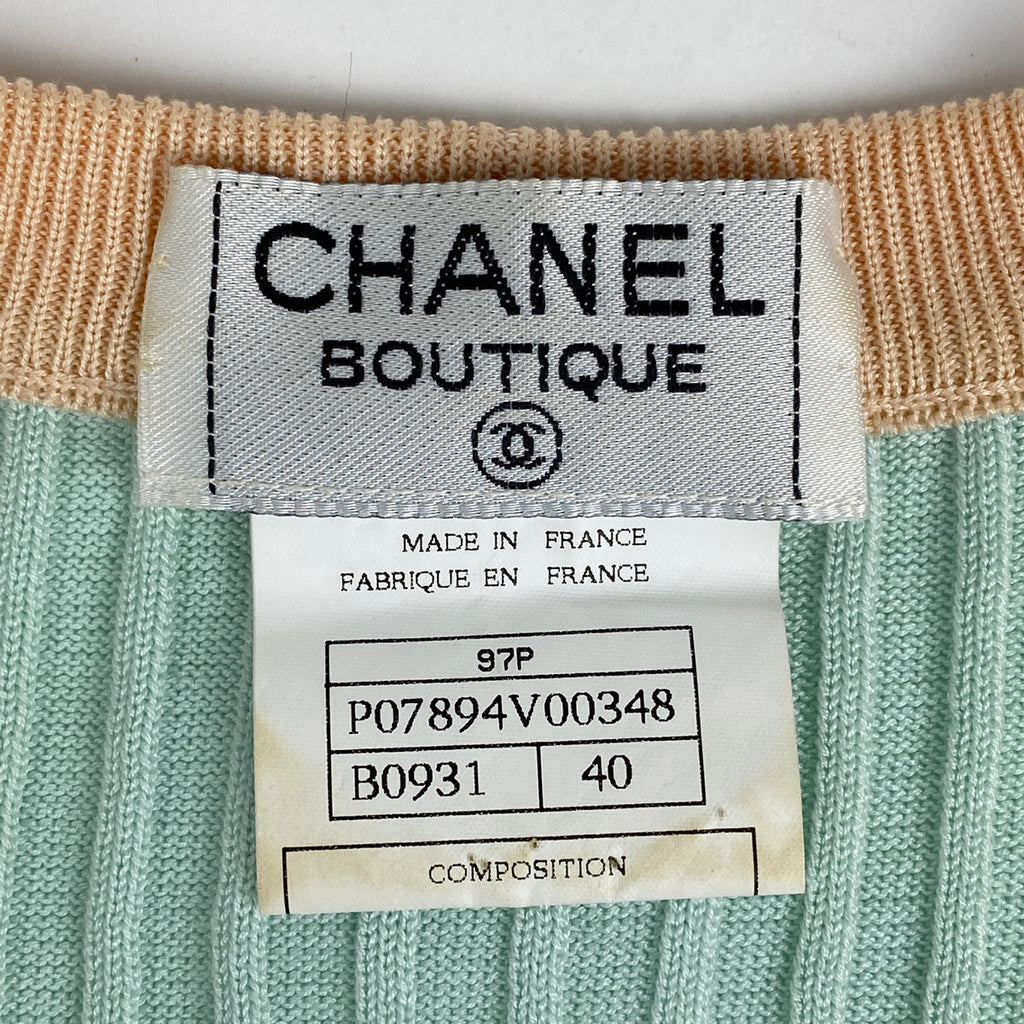 CHANEL
BOUTIQUE
MADE IN FRANCE
FABRIQUE EN FRANCE
97P
P07894V00348
B0931 40
COMPOSITION